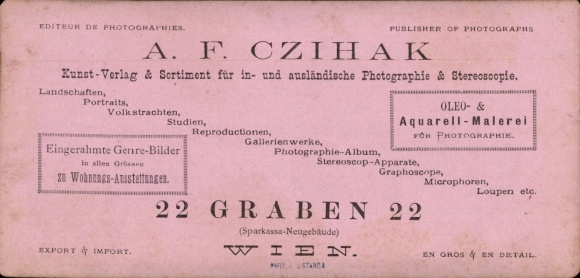 EDITEUR DE PHOTOGRAPHIES.
PUBLISHER OF PHOTOGRAPHS
A. F. CZIHAK
Kunst-Verlag & Sortiment für in- und ausländische Photographie & Stereoscopie.
Landschaften,
Portraits,
Volkstrachten,
Studien,
Reproductionen,
Gallerienwerke,
Photographie-Album,
Stereoscop-Apparate,
Graphoscope,
Microphoren,
Loupen etc.
OLEO- &
Aquarell-Malerei
FÜR PHOTOGRAPHIE.
Eingerahmte Genre-Bilder
in allen Grössen
zu Wohnungs-Ausstattungen.
22 GRABEN 22
(Sparkassa-Neugebäude)
WIEN.
EXPORT & IMPORT.
EN GROS & EN DETAIL.